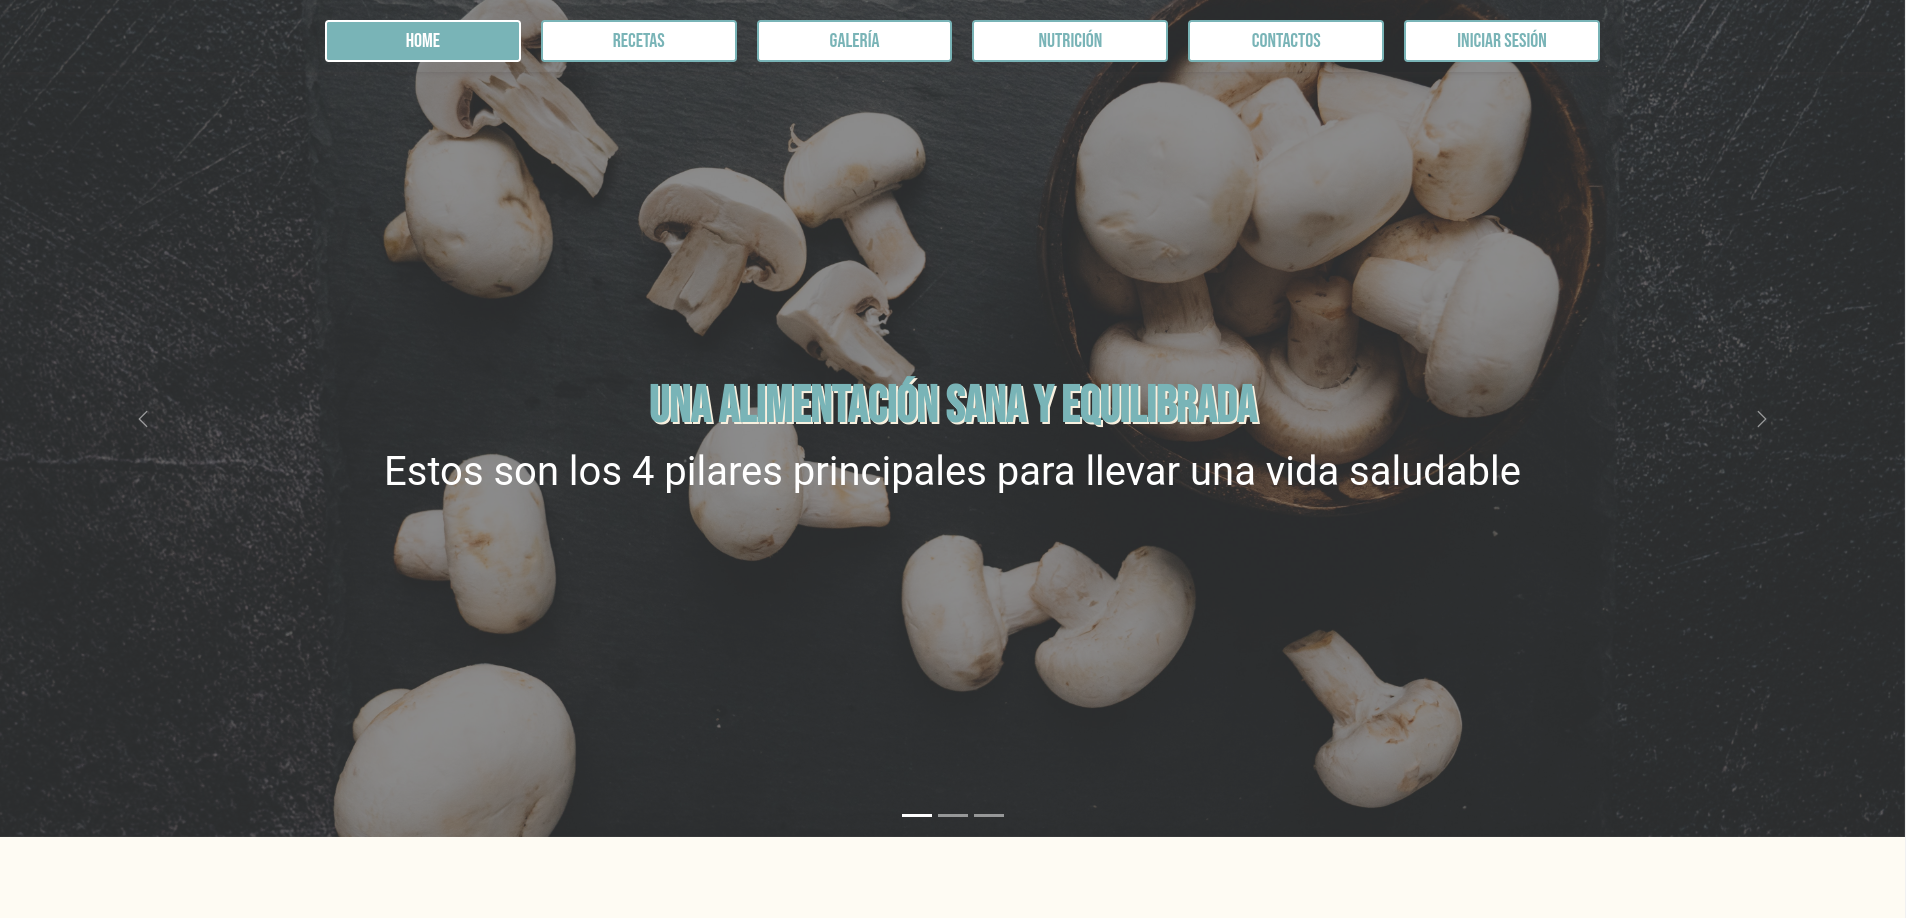 HOME
RECETAS
GALERÍA
NUTRICIÓN
CONTACTOS
INICIAR SESIÓN
UNA ALIMENTACIÓN SANA Y EQUILIBRADA
Estos son los 4 pilares principales para llevar una vida saludable